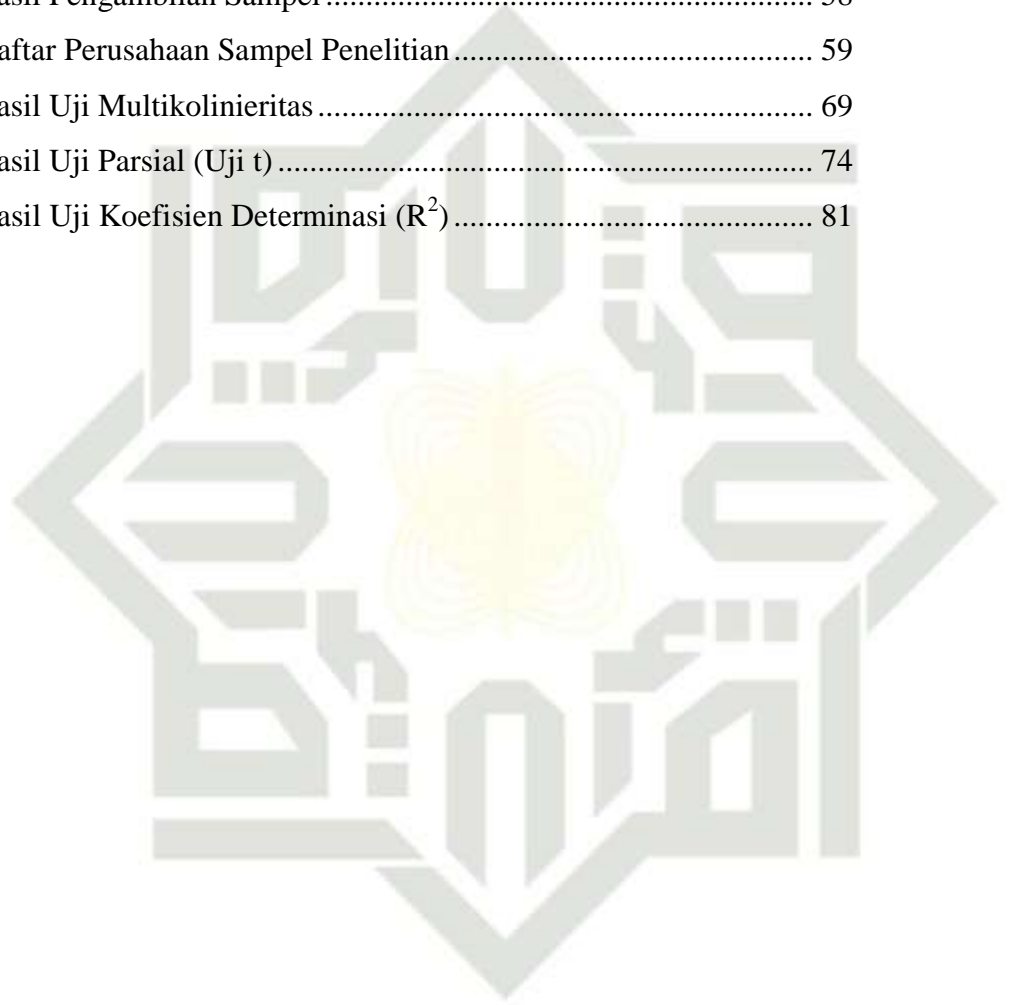 asil Pengambilan Sampel ............................................................. 58
aftar Perusahaan Sampel Penelitian ............................................. 59
asil Uji Multikolinieritas .............................................................. 69
asil Uji Parsial (Uji t) ................................................................... 74
asil Uji Koefisien Determinasi (R²) ............................................. 81